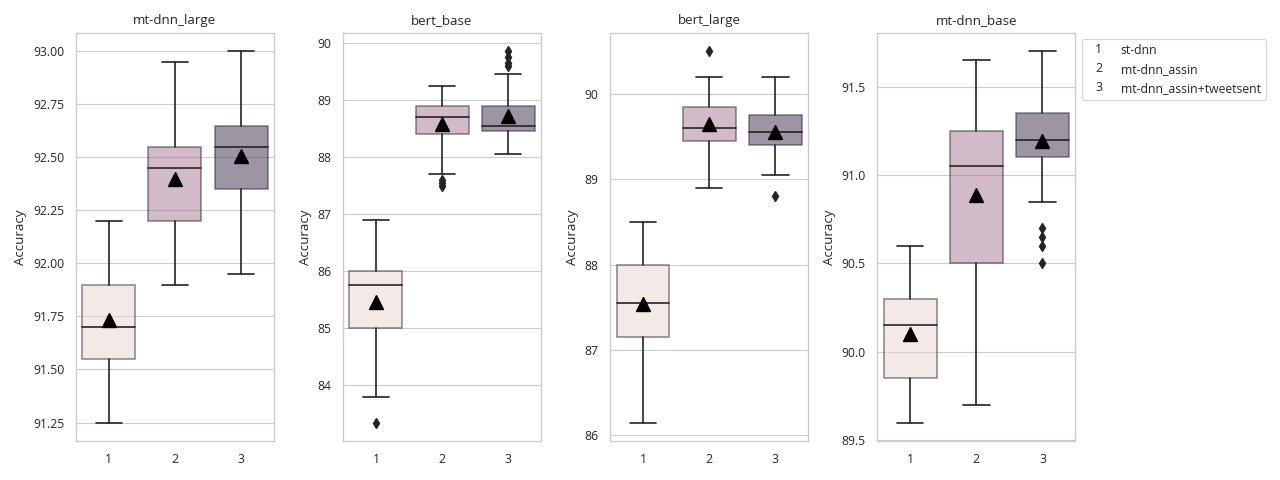 mt-dnn_large
bert_base
bert_large
mt-dnn_base
Accuracy
93.00
92.75
92.50
92.25
92.00
91.75
91.50
91.25
1 2 3
Accuracy
90
89
88
87
86
85
84
1 2 3
Accuracy
90
89
88
87
86
1 2 3
Accuracy
91.5
91.0
90.5
90.0
89.5
1 2 3
1 st-dnn
2 mt-dnn_assin
3 mt-dnn_assin+tweetsent